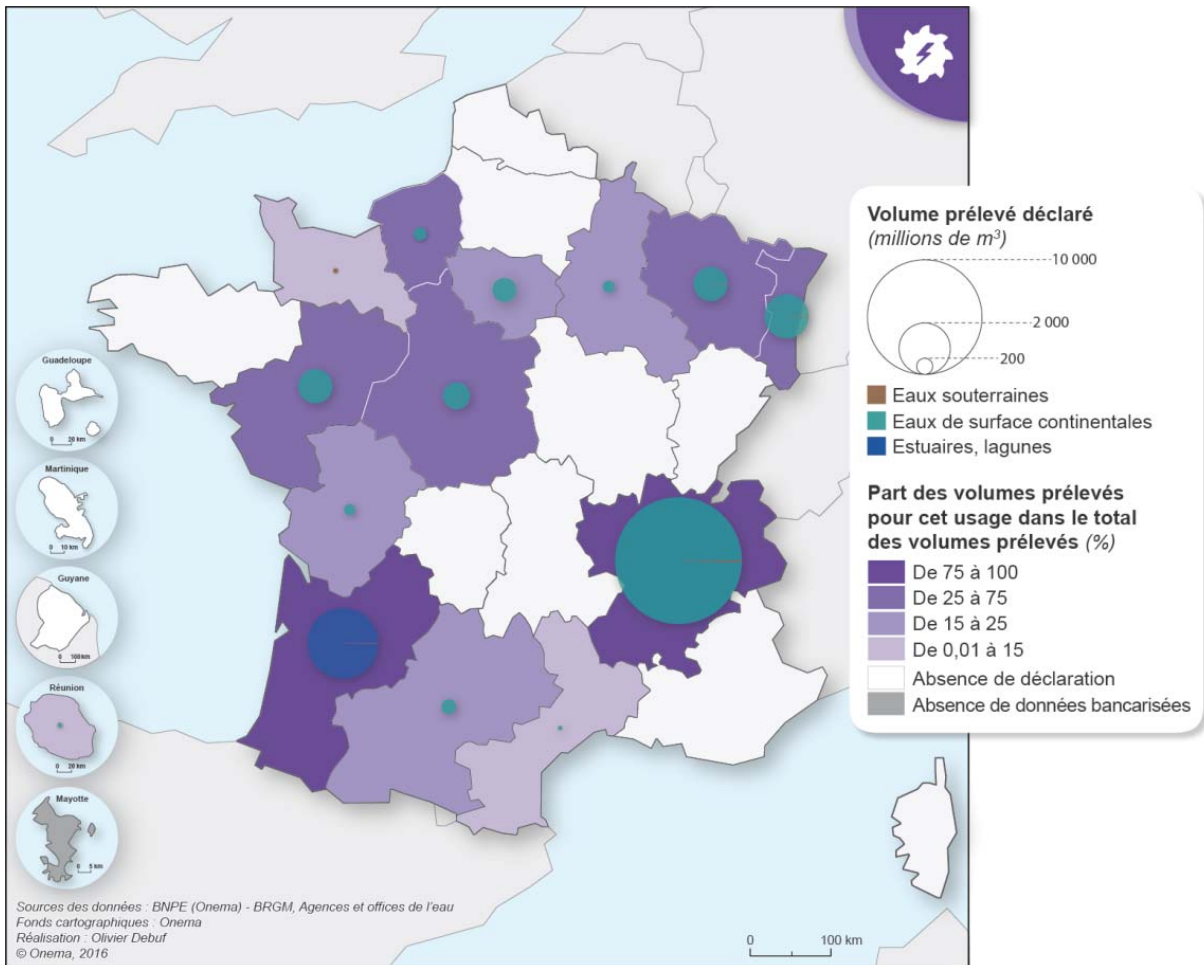 Volume prélevé déclaré
(millions de m³)
10 000
2 000
200
Eaux souterraines
Eaux de surface continentales
Estuaires, lagunes
Part des volumes prélevés
pour cet usage dans le total
des volumes prélevés (%)
De 75 à 100
De 25 à 75
De 15 à 25
De 0,01 à 15
Absence de déclaration
Absence de données bancarisées
Guadeloupe
0 20 km
Martinique
0 10 km
Guyane
0 100 km
Réunion
0 20 km
Mayotte
0 5 km
Sources des données : BNPE (Onema) - BRGM, Agences et offices de l'eau
Fonds cartographiques : Onema
Réalisation : Olivier Debuf
© Onema, 2016
0 100 km